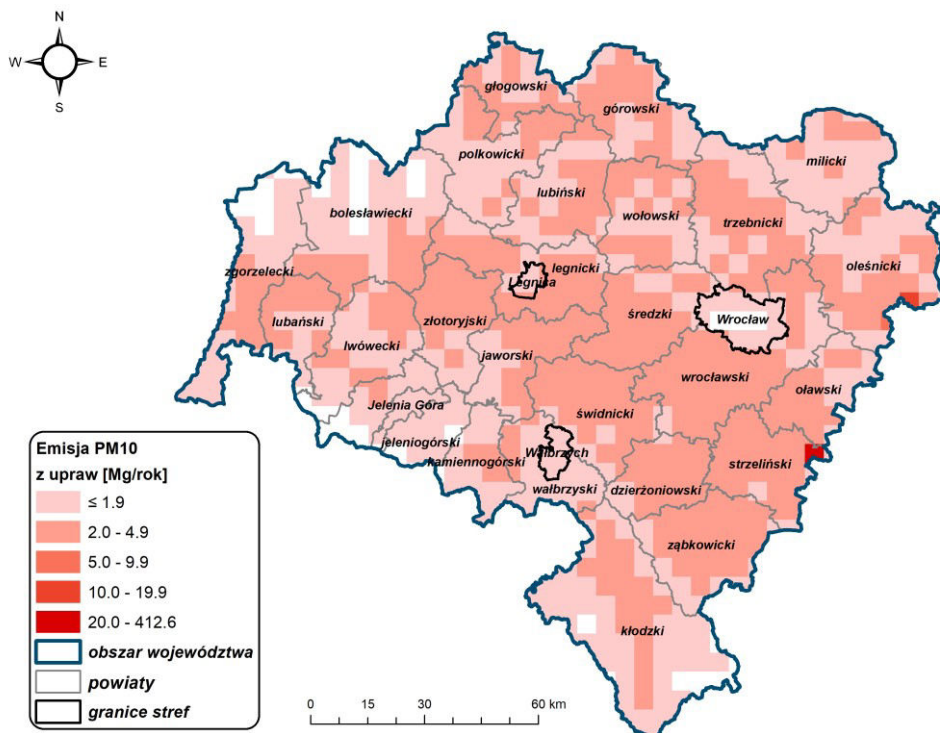 N
W E
S
głogowski
górowski
polkowicki
milicki
lubiński
bolesławiecki
wołowski
trzebnicki
zgorzelecki
legnicki
oleśnicki
Legnica
lubański
złotoryjski
średzki
Wrocław
lwówecki
jaworski
wrocławski
oławski
Jelenia Góra
świdnicki
jeleniogórski
Wałbrzych
kamiennogórski
strzeliński
wałbrzyski
dzierżoniowski
ząbkowicki
kłodzki
Emisja PM10
z upraw [Mg/rok]
≤ 1.9
2.0 - 4.9
5.0 - 9.9
10.0 - 19.9
20.0 - 412.6
obszar województwa
powiaty
granice stref
0 15 30 60 km